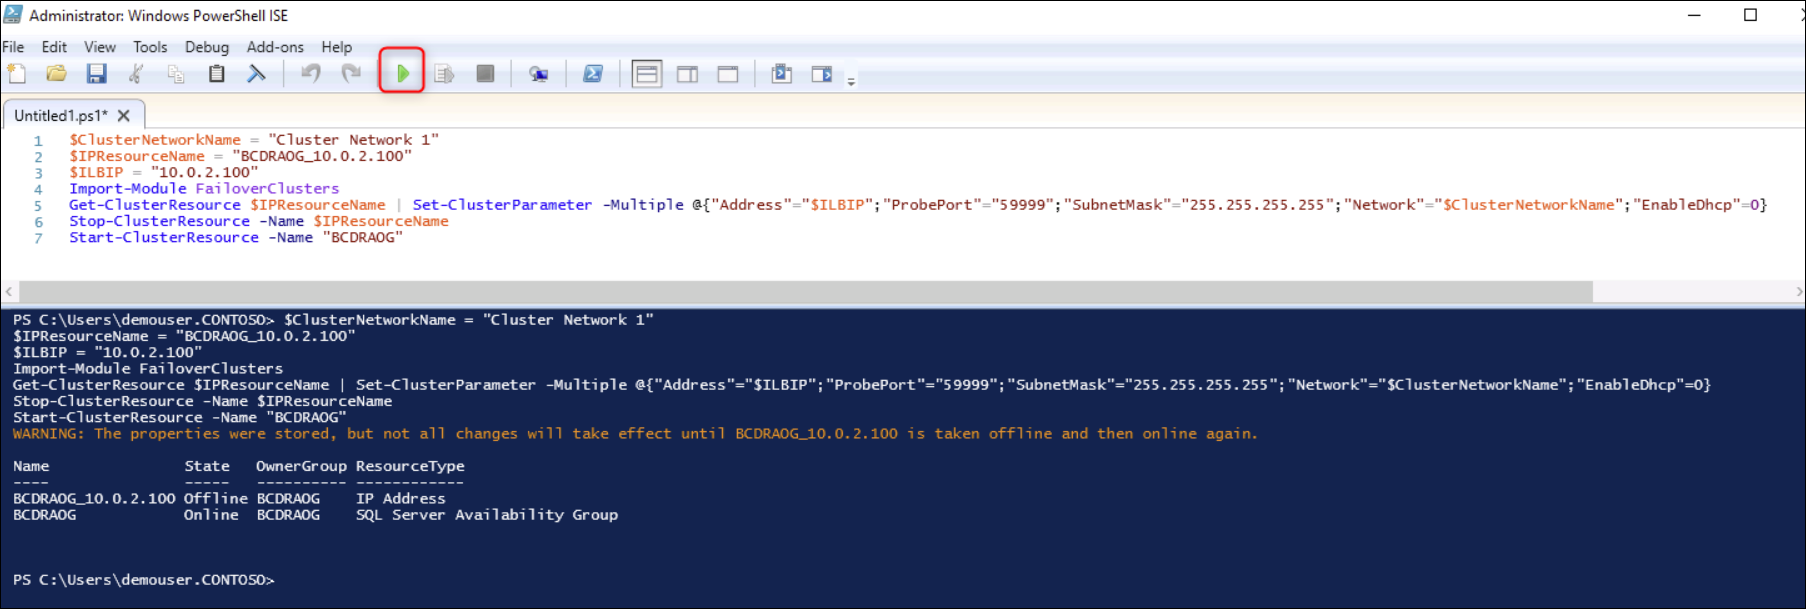 Administrator: Windows PowerShell ISE
File Edit View Tools Debug Add-ons Help
Untitled1.ps1*
1 $ClusterNetworkName = "Cluster Network 1"
2 $IPResourceName = "BCDRAOG_10.0.2.100"
3 $ILBIP = "10.0.2.100"
4 Import-Module FailoverClusters
5 Get-ClusterResource $IPResourceName | Set-ClusterParameter -Multiple @{"Address"="$ILBIP";"ProbePort"="59999";"SubnetMask"="255.255.255.255";"Network"="$ClusterNetworkName";"EnableDhcp"=0}
6 Stop-ClusterResource -Name $IPResourceName
7 Start-ClusterResource -Name "BCDRAOG"
PS C:\Users\demouser.CONTOSO> $ClusterNetworkName = "Cluster Network 1"
$IPResourceName = "BCDRAOG_10.0.2.100"
$ILBIP = "10.0.2.100"
Import-Module FailoverClusters
Get-ClusterResource $IPResourceName | Set-ClusterParameter -Multiple @{"Address"="$ILBIP";"ProbePort"="59999";"SubnetMask"="255.255.255.255";"Network"="$ClusterNetworkName";"EnableDhcp"=0}
Stop-ClusterResource -Name $IPResourceName
Start-ClusterResource -Name "BCDRAOG"
WARNING: The properties were stored, but not all changes will take effect until BCDRAOG_10.0.2.100 is taken offline and then online again.
Name State OwnerGroup ResourceType
---- ----- ---------- ------------
BCDRAOG_10.0.2.100 Offline BCDRAOG IP Address
BCDRAOG Online BCDRAOG SQL Server Availability Group
PS C:\Users\demouser.CONTOSO>